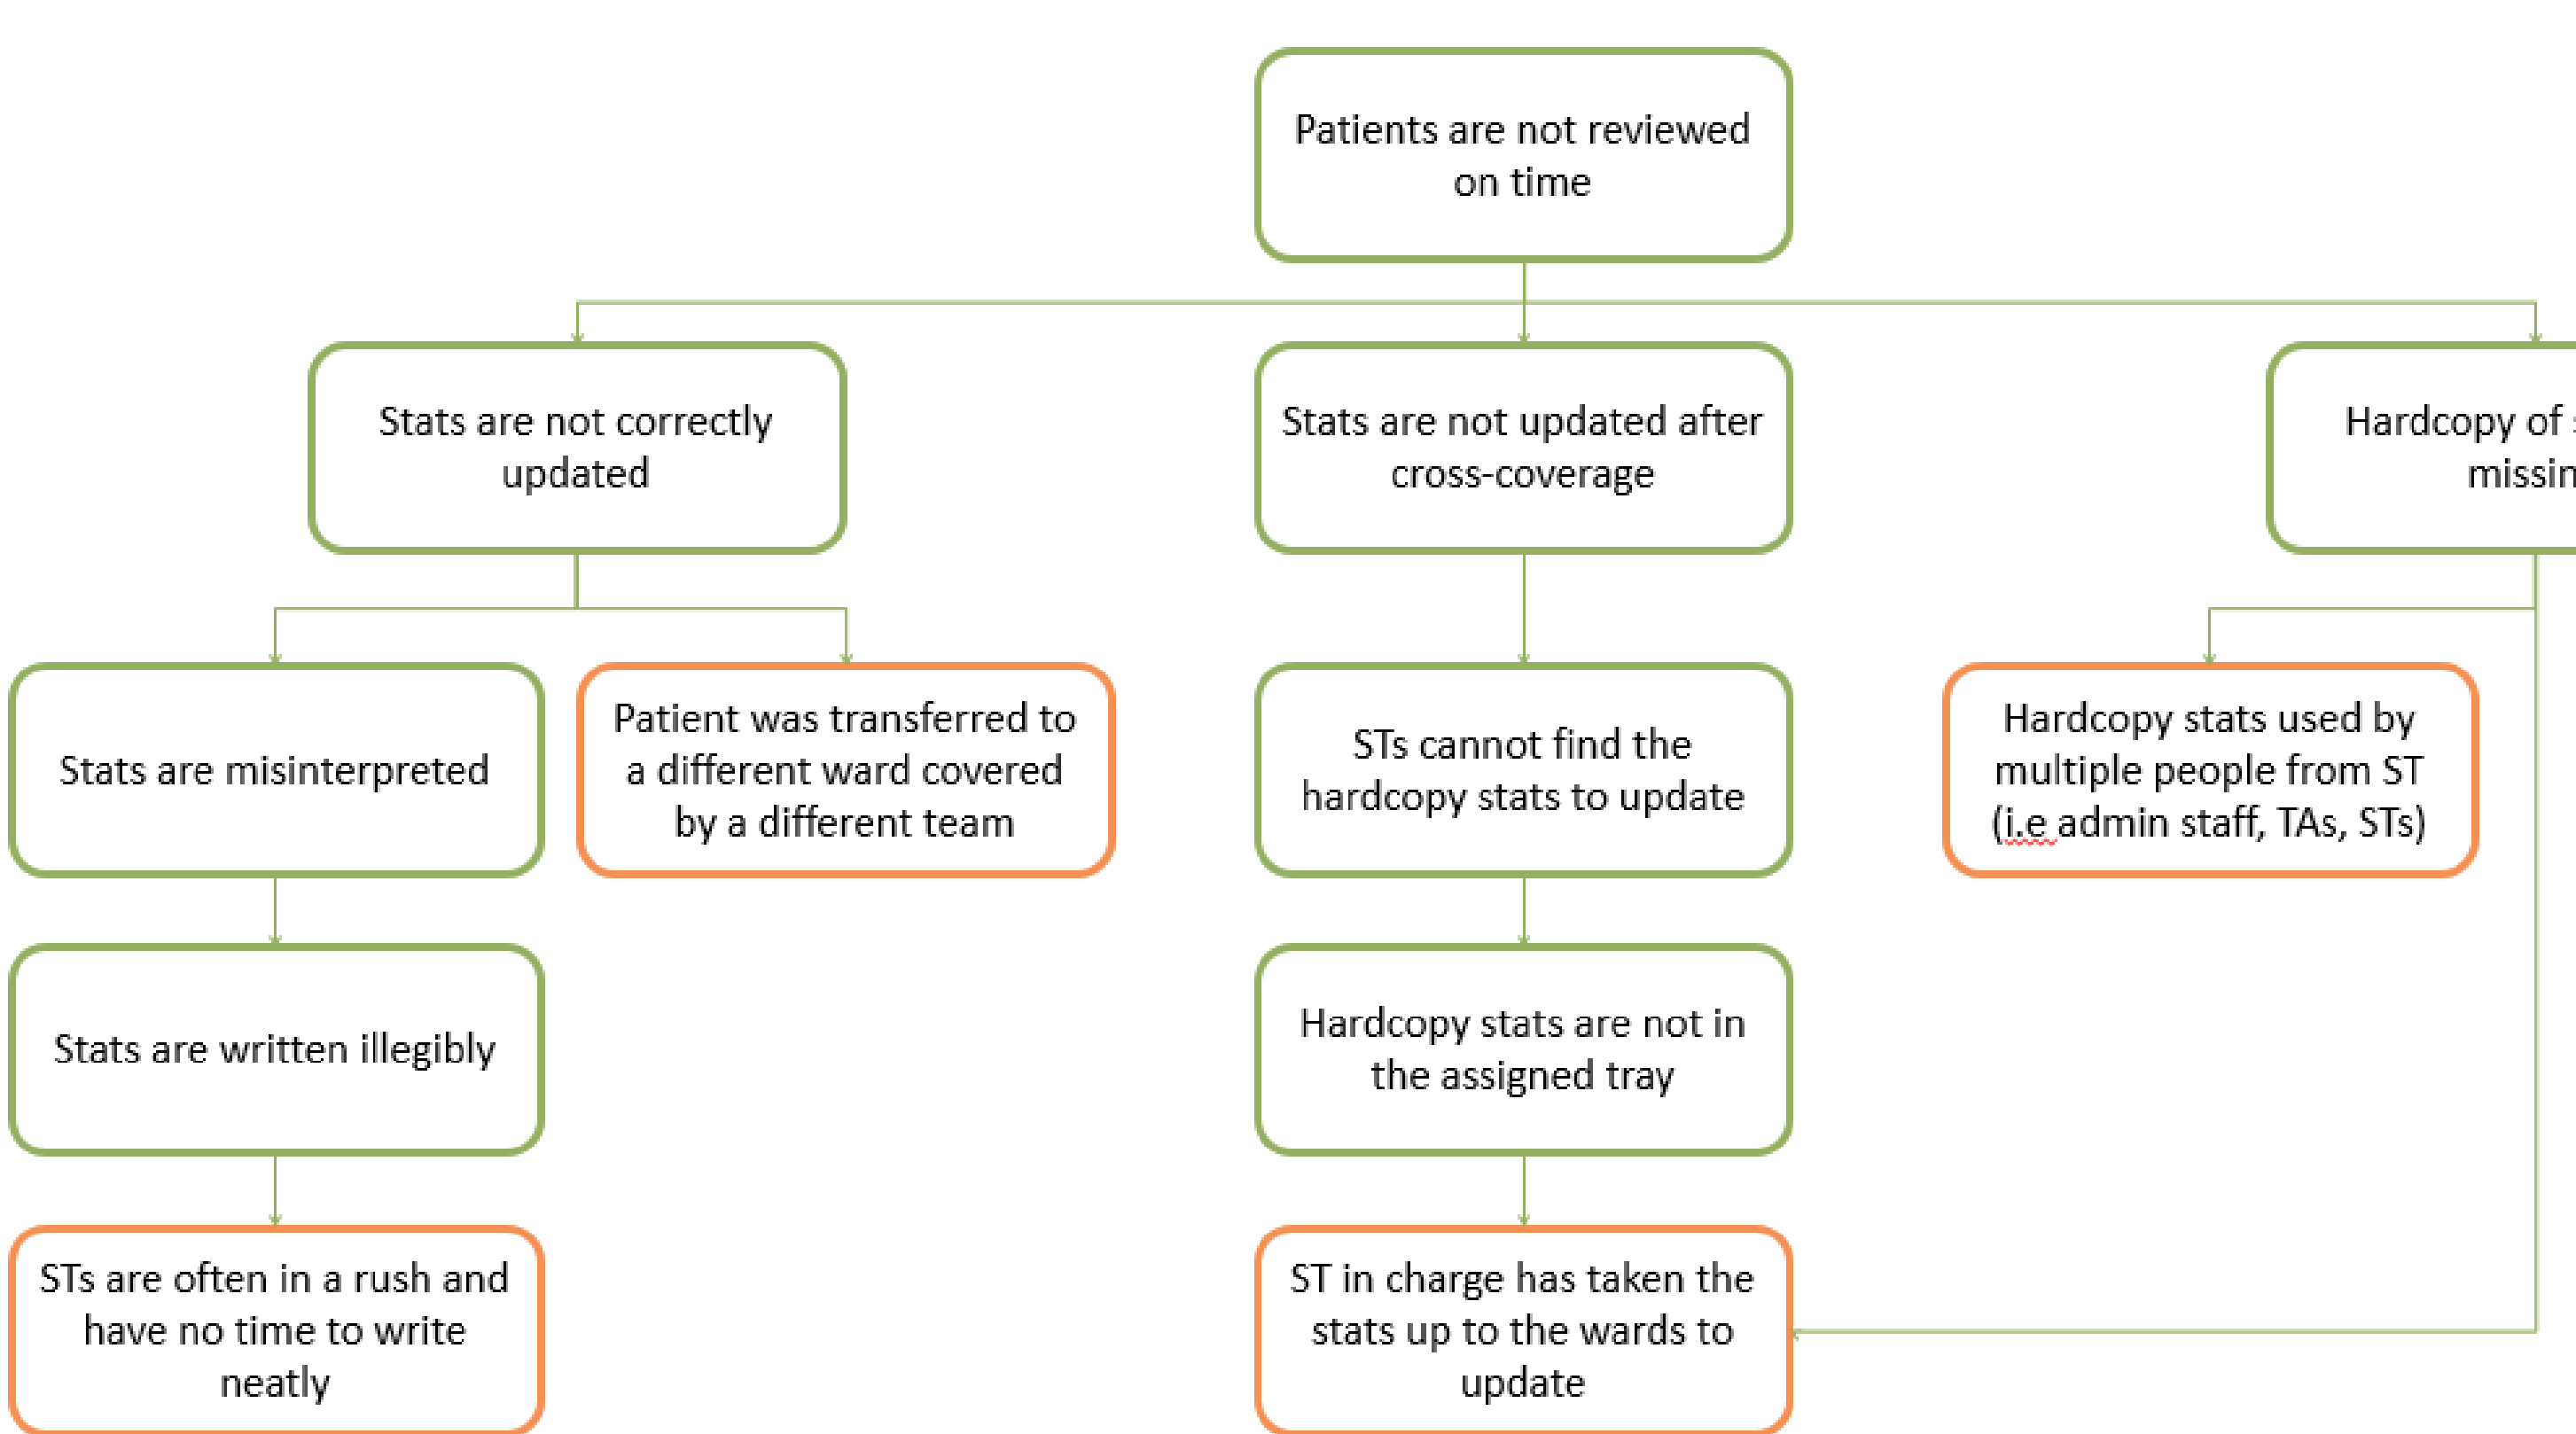 Patients are not reviewed
on time
Stats are not correctly
updated
Stats are not updated after
cross-coverage
Hardcopy of
Stats are misinterpreted
Patient was transferred to
a different ward covered
by a different team
STs cannot find the
hardcopy stats to update
Hardcopy stats used by
multiple people from ST
(i.e admin staff, TAs, STs)
Stats are written illegibly
Hardcopy stats are not in
the assigned tray
STs are often in a rush and
have no time to write
neatly
ST in charge has taken the
stats up to the wards to
update